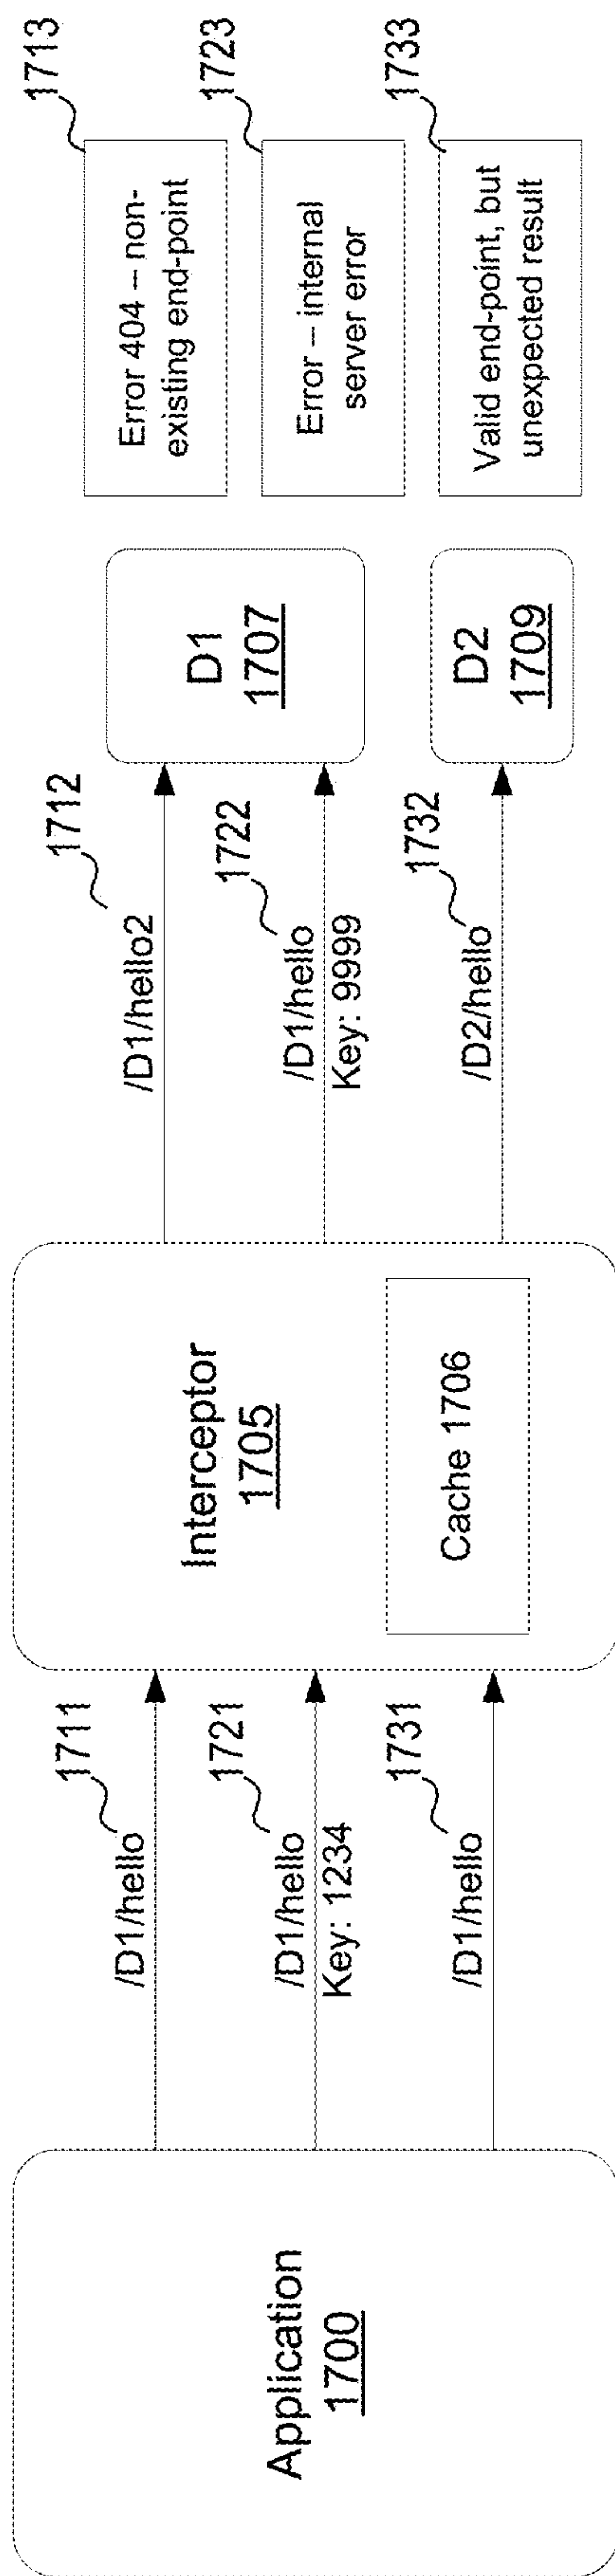 Application
1700
/D1/hello
1711
/D1/hello
Key: 1234
1721
/D1/hello
1731
Interceptor
1705
Cache 1706
/D1/hello2
1712
/D1/hello
Key: 9999
1722
/D2/hello
1732
D1
1707
D2
1709
Error 404 – non-
existing end-point
1713
Error – internal
server error
1723
Valid end-point, but
unexpected result
1733